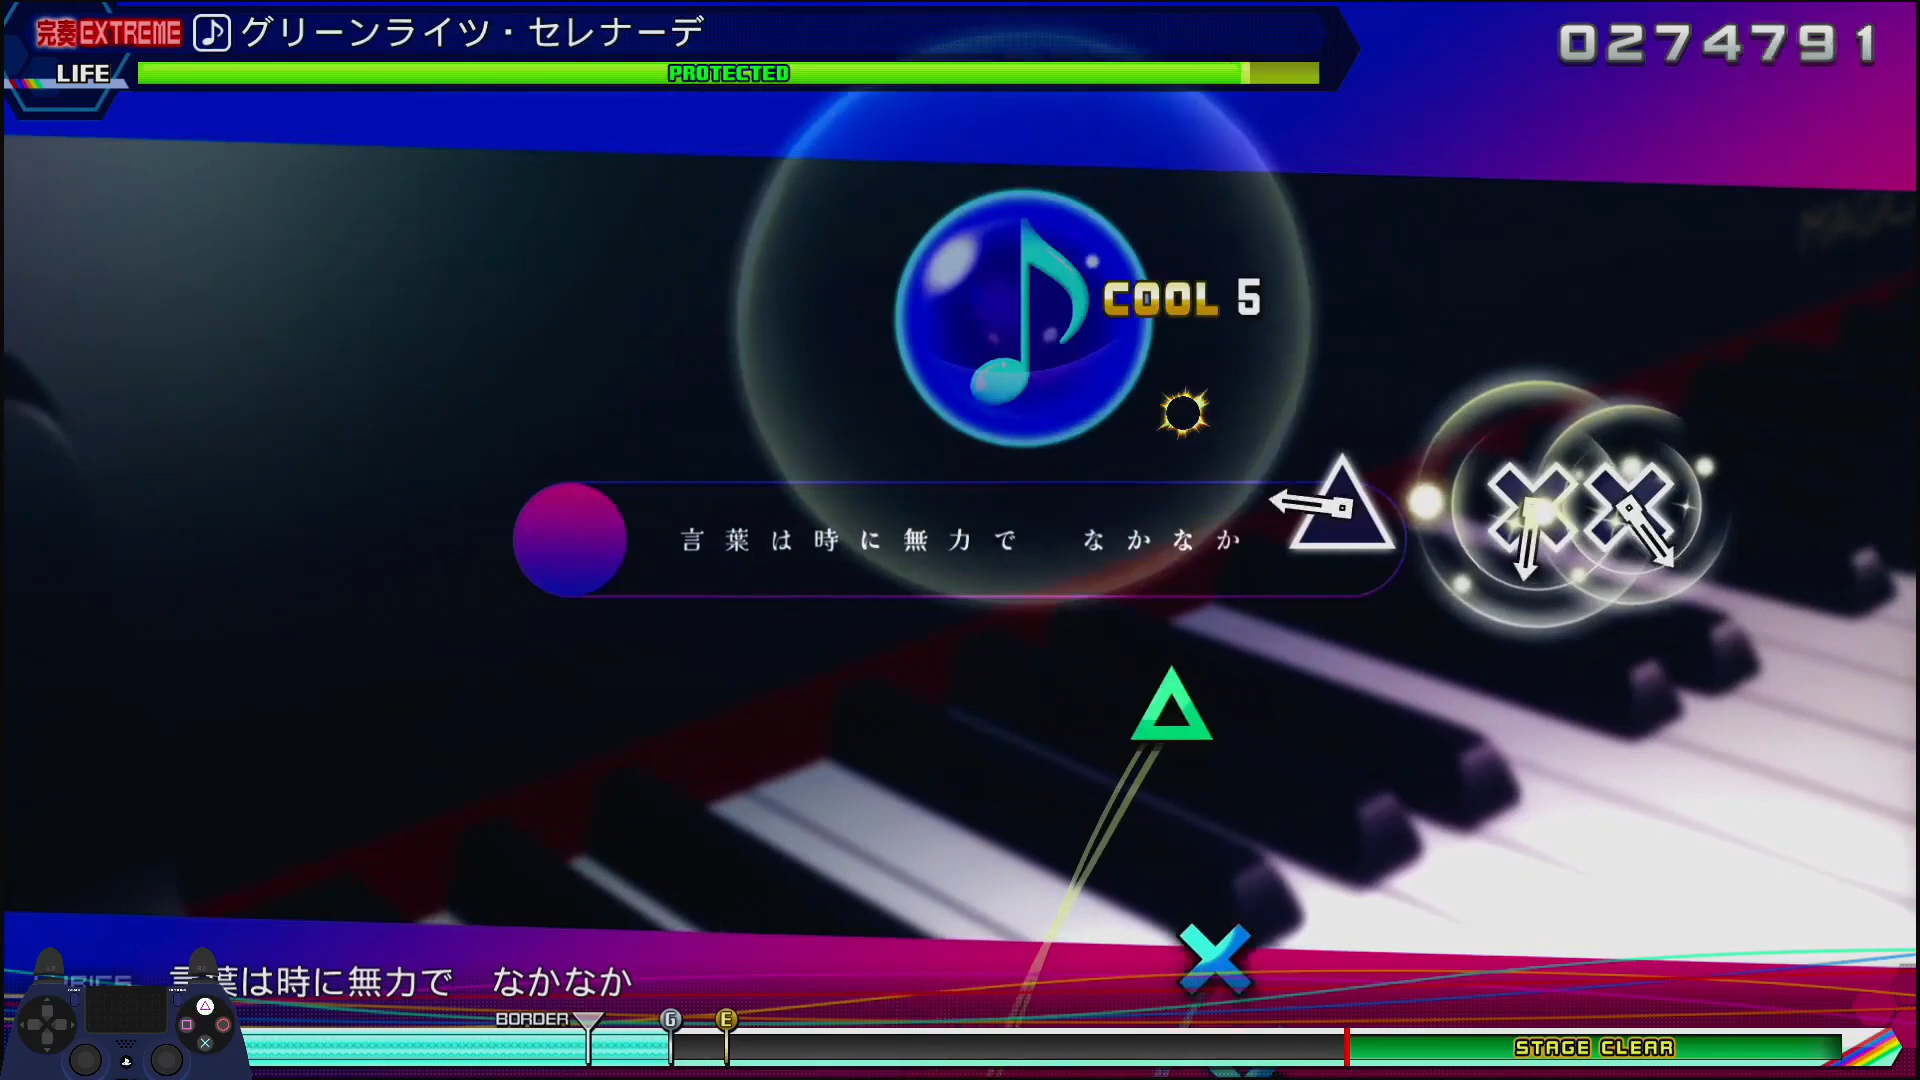 完奏EXTREME ♪ グリーンライツ・セレナーデ
0274791
LIFE
PROTECTED
COOL 5
言葉は時に無力で なかなか
言葉は時に無力で なかなか
BORDER
G
E
STAGE CLEAR